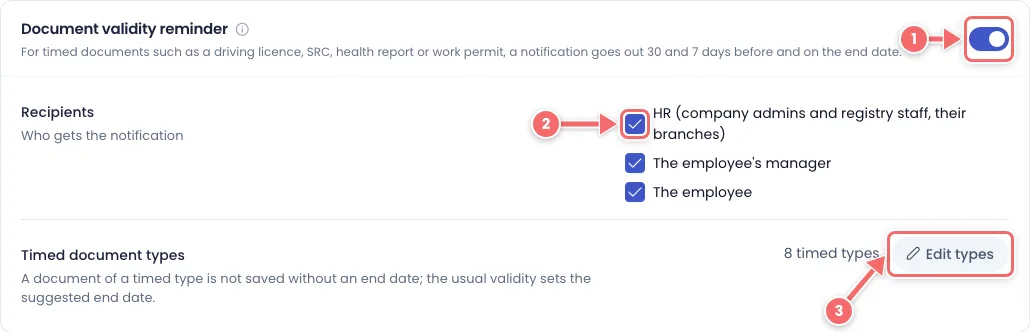 Document validity reminder
For timed documents such as a driving licence, SRC, health report or work permit, a notification goes out 30 and 7 days before and on the end date.
1
Recipients
Who gets the notification
2
HR (company admins and registry staff, their
branches)
The employee's manager
The employee
Timed document types
A document of a timed type is not saved without an end date; the usual validity sets the
suggested end date.
8 timed types
Edit types
3